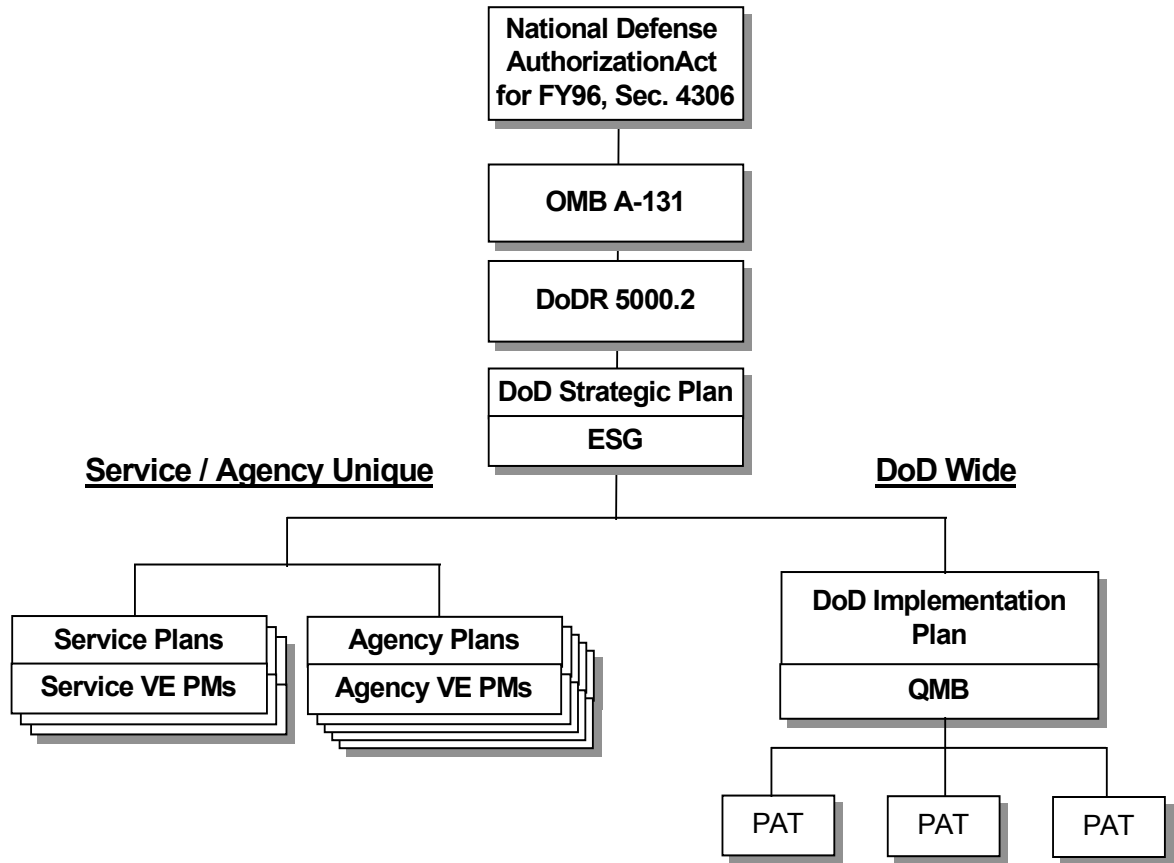 National Defense
AuthorizationAct
for FY96, Sec. 4306
OMB A-131
DoDR 5000.2
DoD Strategic Plan
ESG
Service / Agency Unique
DoD Wide
Service Plans
Service VE PMs
Agency Plans
Agency VE PMs
DoD Implementation
Plan
QMB
PAT
PAT
PAT